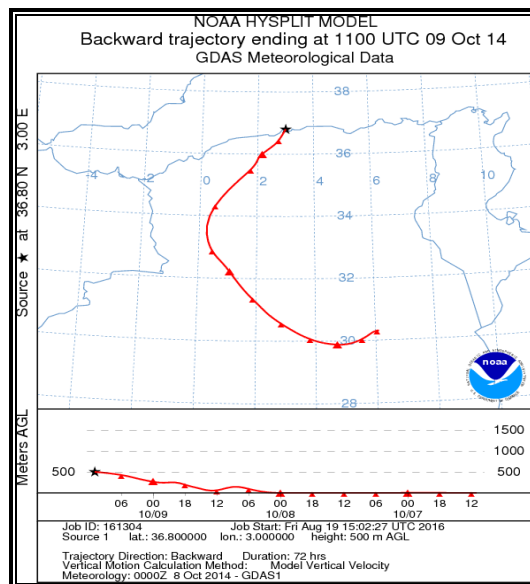 NOAA HYSPLIT MODEL
Backward trajectory ending at 1100 UTC 09 Oct 14
GDAS Meteorological Data
Source ★ at 36.80 N 3.00 E
38
36
34
32
30
28
-4 -2 0 2 4 6 8 10
noaa
Meters AGL
500
1500
1000
500
06 00 18 12 06 00 18 12 06 00 18 12
10/09 10/08 10/07
Job ID: 161304 Job Start: Fri Aug 19 15:02:27 UTC 2016
Source 1 lat.: 36.800000 lon.: 3.000000 height: 500 m AGL
Trajectory Direction: Backward Duration: 72 hrs
Vertical Motion Calculation Method: Model Vertical Velocity
Meteorology: 0000Z 8 Oct 2014 - GDAS1